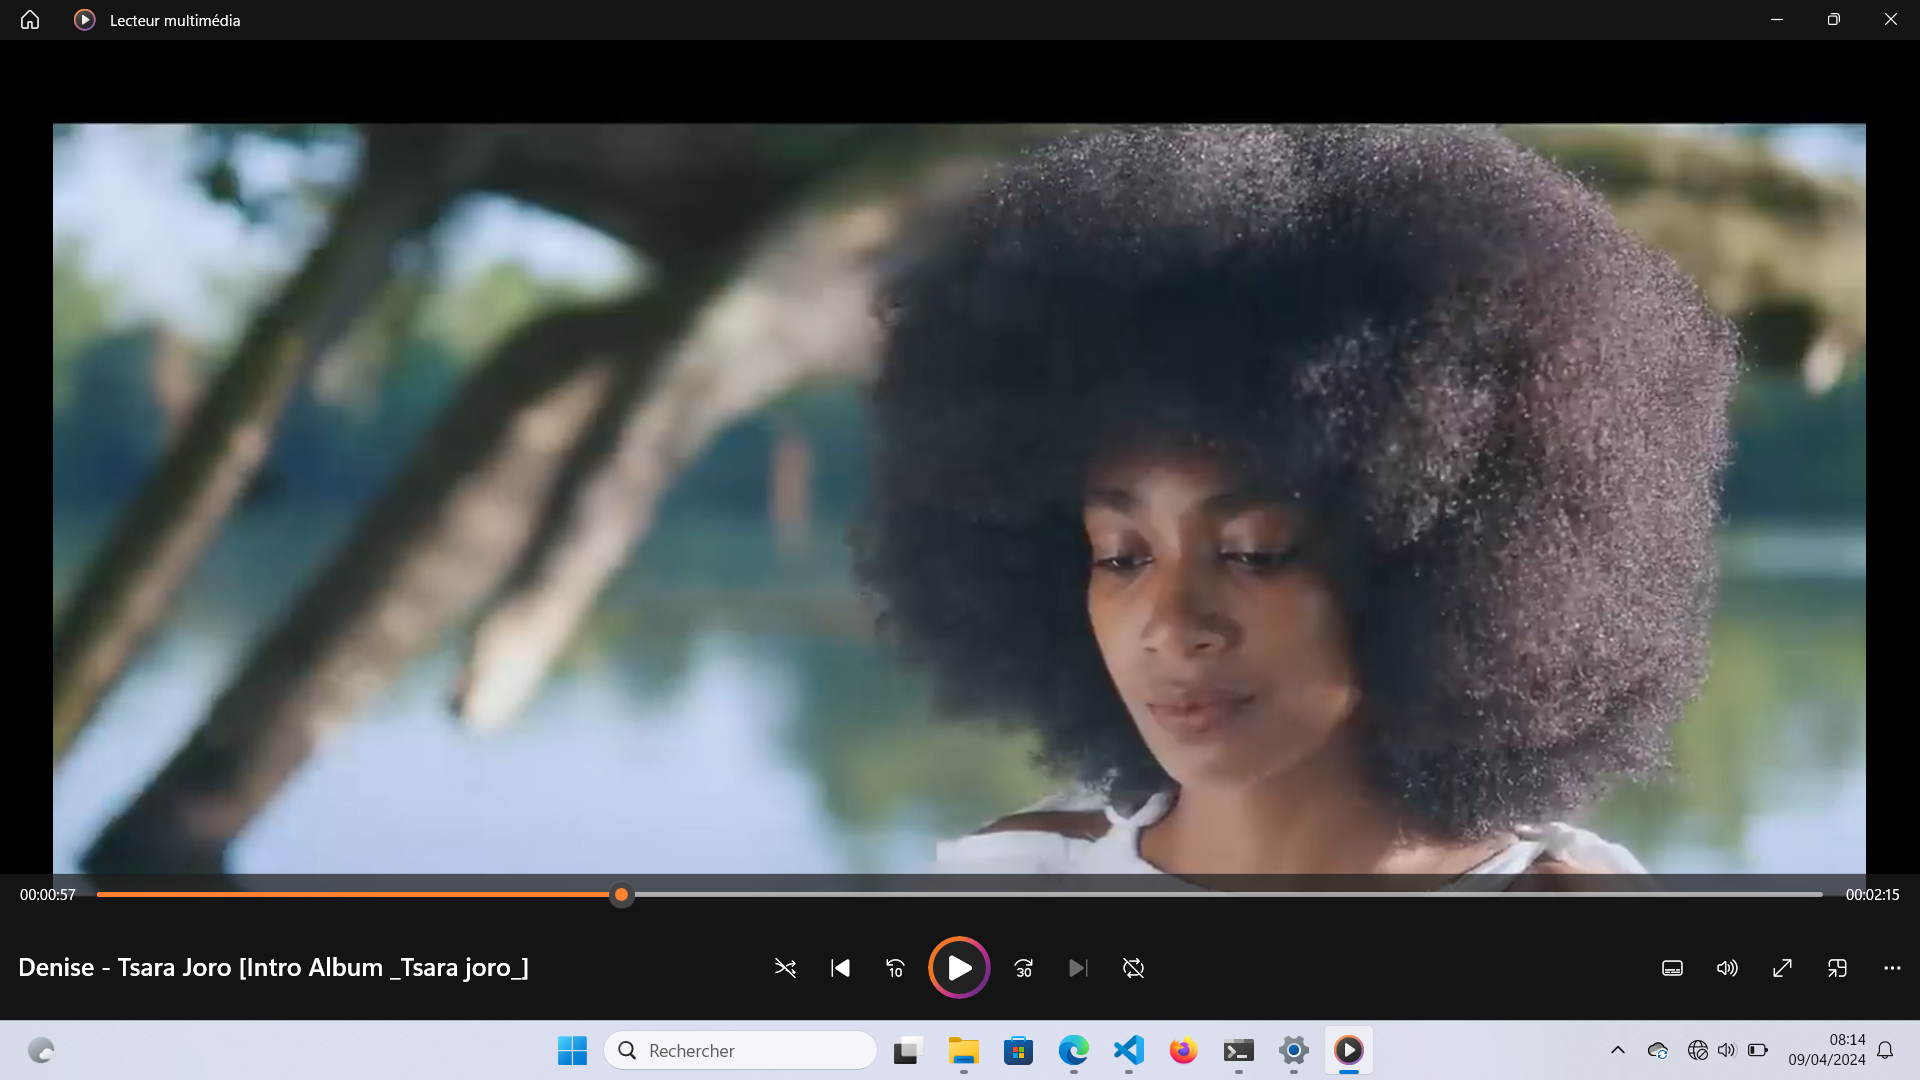 Lecteur multimédia
00:00:57
00:02:15
Denise - Tsara Joro [Intro Album _Tsara joro_]
10
30
Rechercher
08:14
09/04/2024